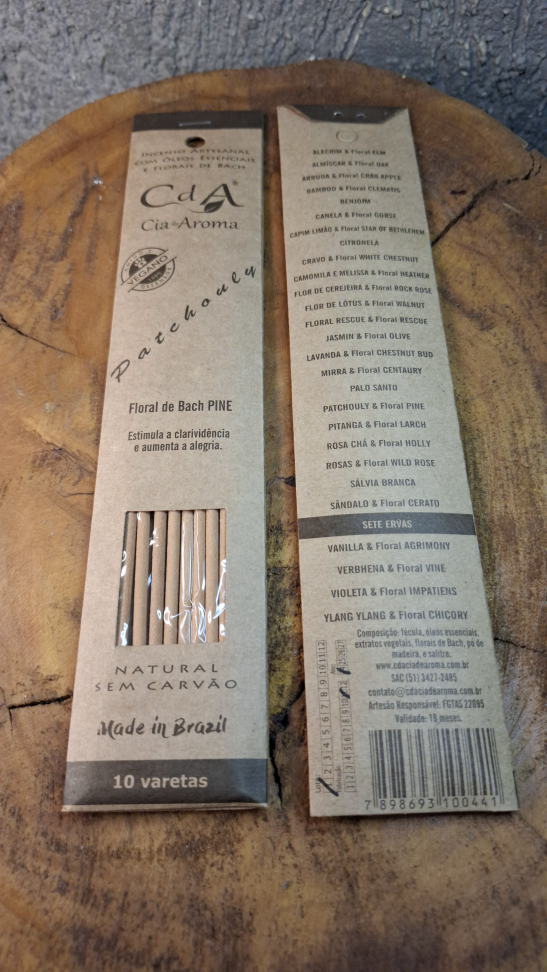 INCENSO ARTESANAL
COM ÓLEOS ESSENCIAIS
E FLORAIS DE BACH
CdA
Cia da Aroma
VEGANO
Patchouly
Floral de Bach PINE
Estimula a clarividência
e aumenta a alegria.
NATURAL
SEM CARVÃO
Made in Brazil
10 varetas
ALECRIM & Floral ELM
ALMÍSCAR & Floral OAK
ARRUDA & Floral CRAB APPLE
BAMBOO & Floral CLEMATIS
BENJOIM
CANELA & Floral GORSE
CAPIM LIMÃO & Floral STAR OF BETHLEHEM
CITRONELA
CRAVO & Floral WHITE CHESTNUT
CAMOMILA E MELISSA & Floral HEATHER
FLOR DE CEREJEIRA & Floral ROCK ROSE
FLOR DE LÓTUS & Floral WALNUT
FLORAL RESCUE & Floral RESCUE
JASMIN & Floral OLIVE
LAVANDA & Floral CHESTNUT BUD
MIRRA & Floral CENTAURY
PALO SANTO
PATCHOULY & Floral PINE
PITANGA & Floral LARCH
ROSA CHÁ & Floral HOLLY
ROSAS & Floral WILD ROSE
SÁLVIA BRANCA
SÂNDALO & Floral CERATO
SETE ERVAS
VANILLA & Floral AGRIMONY
VERBHENA & Floral VINE
VIOLETA & Floral IMPATIENS
YLANG YLANG & Floral CHICORY
Composição: fécula, óleos essenciais,
extratos vegetais, florais de Bach, pó de
madeira, e salitre.
www.cdaciadearoma.com.br
SAC (51) 3427-2485
contato@cdaciadearoma.com.br
Artesão Responsável: FGTAS 22095
Validade: 18 meses.
7 898693 100441